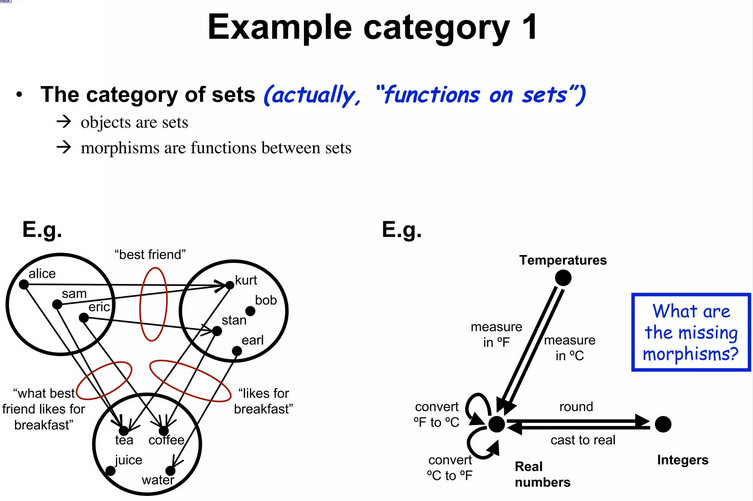 Example category 1
• The category of sets (actually, “functions on sets”)
→ objects are sets
→ morphisms are functions between sets
E.g.
“best friend”
alice
sam
eric
kurt
bob
stan
earl
“what best
friend likes for
breakfast”
“likes for
breakfast”
tea
coffee
juice
water
E.g.
Temperatures
measure
in ºF
measure
in ºC
What are
the missing
morphisms?
convert
ºF to ºC
round
cast to real
convert
ºC to ºF
Real
numbers
Integers